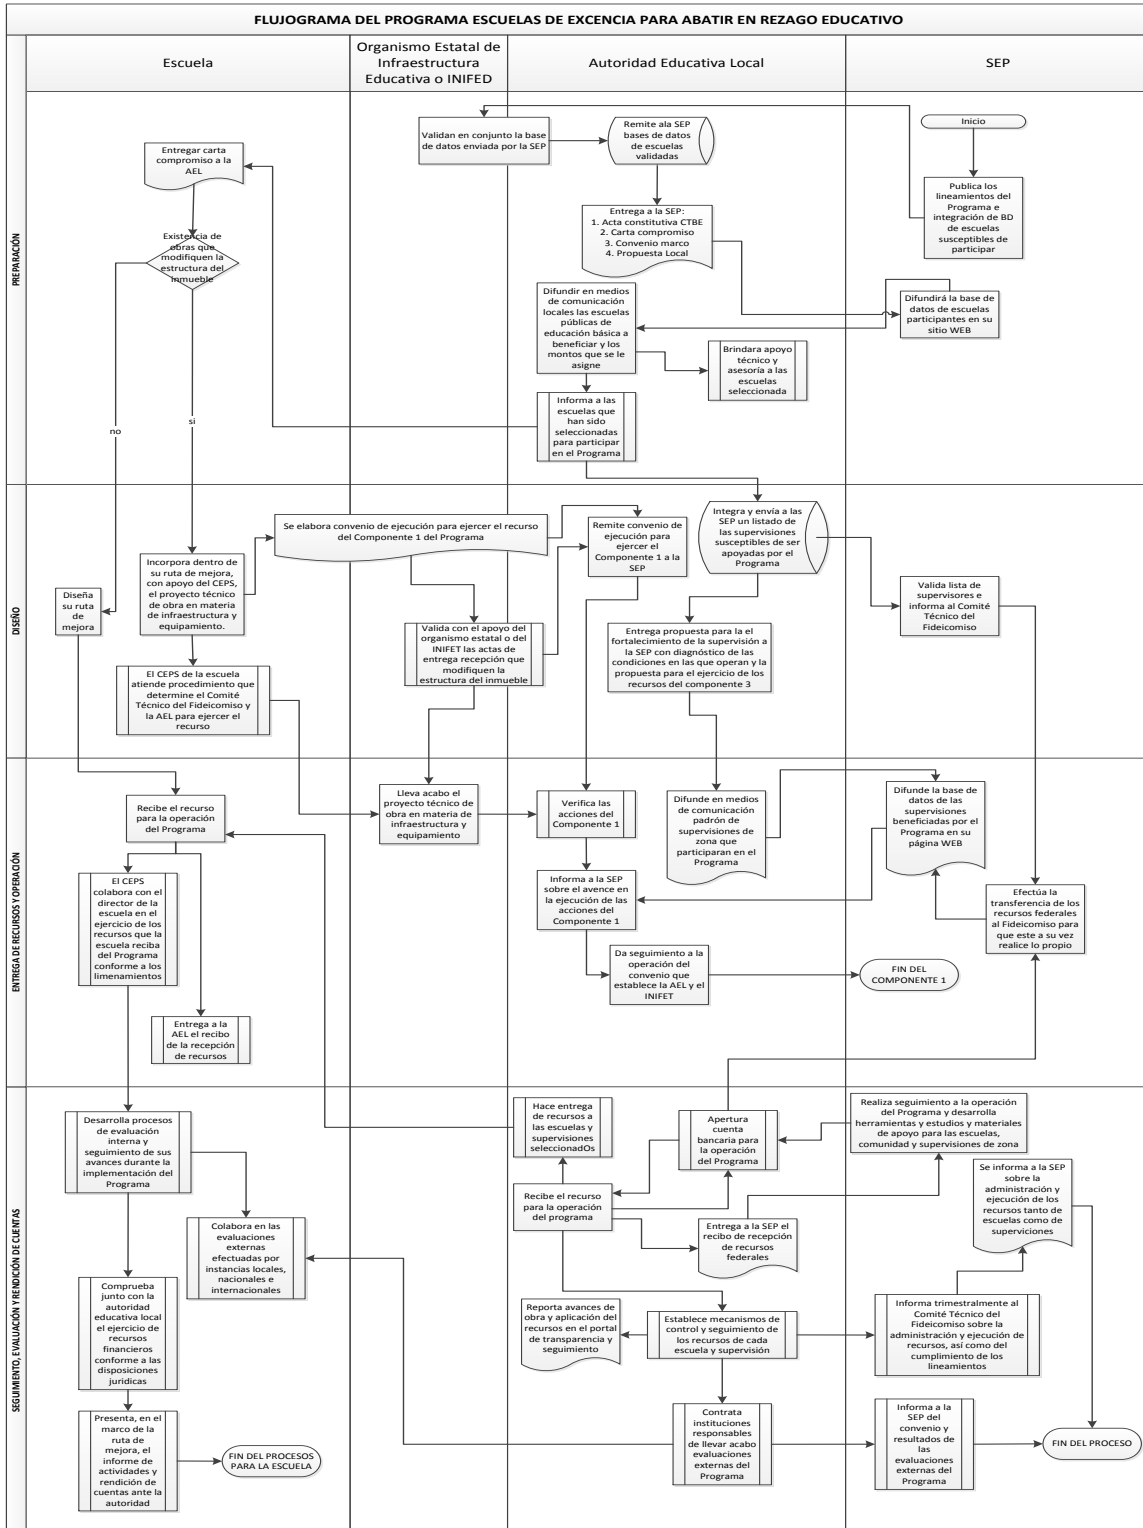 FLUJOGRAMA DEL PROGRAMA ESCUELAS DE EXCENCIA PARA ABATIR EN REZAGO EDUCATIVO
Escuela
Organismo Estatal de
Infraestructura
Educativa o INIFED
Autoridad Educativa Local
SEP
PREPARACIÓN
Inicio
Publica los
lineamientos del
Programa e
integración de BD
de escuelas
susceptibles de
participar
Validan en conjunto la base
de datos enviada por la SEP
Remite ala SEP
bases de datos
de escuelas
validadas
Entrega a la SEP:
1. Acta constitutiva CTBE
2. Carta compromiso
3. Convenio marco
4. Propuesta Local
Difundirá la base de
datos de escuelas
participantes en su
sitio WEB
Difundir en medios
de comunicación
locales las escuelas
públicas de
educación básica a
beneficiar y los
montos que se le
asigne
Brindara apoyo
técnico y
asesoría a las
escuelas
seleccionada
Informa a las
escuelas que
han sido
seleccionadas
para participar
en el Programa
Entregar carta
compromiso a la
AEL
Existencia de
obras que
modifiquen la
estructura del
inmueble
no
si
DISEÑO
Diseña
su ruta
de
mejora
Incorpora dentro de
su ruta de mejora,
con apoyo del CEPS,
el proyecto técnico
de obra en materia
de infraestructura y
equipamiento.
Se elabora convenio de ejecución para ejercer el recurso
del Componente 1 del Programa
Remite convenio de
ejecución para
ejercer el
Componente 1 a la
SEP
Integra y envía a las
SEP un listado de
las supervisiones
susceptibles de ser
apoyadas por el
Programa
Valida lista de
supervisores e
informa al Comité
Técnico del
Fideicomiso
Valida con el apoyo del
organismo estatal o del
INIFET las actas de
entrega recepción que
modifiquen la
estructura del inmueble
Entrega propuesta para la el
fortalecimiento de la supervisión a
la SEP con diagnóstico de las
condiciones en las que operan y la
propuesta para el ejercicio de los
recursos del componente 3
El CEPS de la escuela
atiende procedimiento que
determine el Comité
Técnico del Fideicomiso y
la AEL para ejercer el
recurso
ENTREGA DE RECURSOS Y OPERACIÓN
Recibe el recurso
para la operación
del Programa
Lleva acabo el
proyecto técnico de
obra en materia de
infraestructura y
equipamiento
Verifica las
acciones del
Componente 1
Difunde en medios
de comunicación
padrón de
supervisiones de
zona que
participaran en el
Programa
Difunde la base de
datos de las
supervisiones
beneficiadas por el
Programa en su
página WEB
El CEPS
colabora con el
director de la
escuela en el
ejercicio de los
recursos que la
escuela reciba
del Programa
conforme a los
limenamientos
Informa a la SEP
sobre el avence en
la ejecución de las
acciones del
Componente 1
Efectúa la
transferencia de los
recursos federales
al Fideicomiso para
que este a su vez
realice lo propio
Da seguimiento a la
operación del
convenio que
establece la AEL y el
INIFET
FIN DEL
COMPONENTE 1
Entrega a la
AEL el recibo
de la recepción
de recursos
SEGUIMIENTO, EVALUACIÓN Y RENDICIÓN DE CUENTAS
Desarrolla procesos
de evaluación
interna y
seguimiento de sus
avances durante la
implementación del
Programa
Hace entrega
de recursos a
las escuelas y
supervisiones
seleccionadOs
Apertura
cuenta
bancaria para
la operación
del Programa
Realiza seguimiento a la operación
del Programa y desarrolla
herramientas y estudios y materiales
de apoyo para las escuelas,
comunidad y supervisiones de zona
Recibe el recurso
para la operación
del programa
Entrega a la SEP el
recibo de recepción
de recursos
federales
Se informa a la SEP
sobre la
administración y
ejecución de los
recursos tanto de
escuelas como de
superviciones
Colabora en las
evaluaciones
externas
efectuadas por
instancias locales,
nacionales e
internacionales
Comprueba
junto con la
autoridad
educativa local
el ejercicio de
recursos
financieros
conforme a las
disposiciones
juridicas
Reporta avances de
obra y aplicación del
recursos en el portal
de transparencia y
seguimiento
Establece mecanismos de
control y seguimiento de
los recursos de cada
escuela y supervisión
Informa trimestralmente al
Comité Técnico del
Fideicomiso sobre la
administración y ejecución de
recursos, así como del
cumplimiento de los
lineamientos
Presenta, en el
marco de la
ruta de
mejora, el
informe de
actividades y
rendición de
cuentas ante la
autoridad
FIN DEL PROCESOS
PARA LA ESCUELA
Contrata
instituciones
responsables
de llevar acabo
evaluaciones
externas del
Programa
Informa a la
SEP del
convenio y
resultados de
las
evaluaciones
externas del
Programa
FIN DEL PROCESO